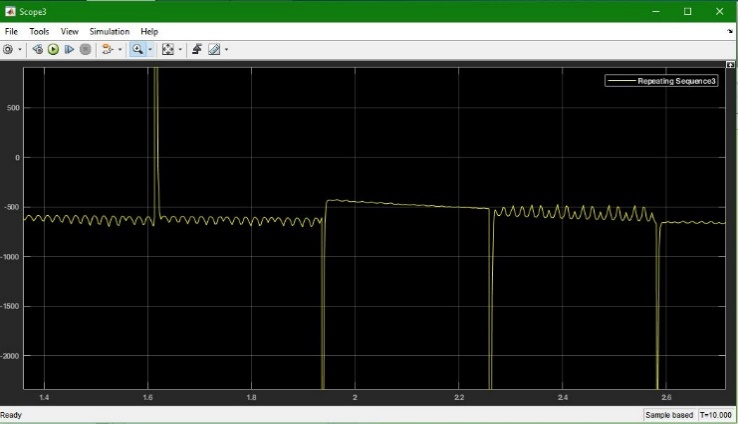 Scope3
File Tools View Simulation Help
Repeating Sequence3
500
0
-500
-1000
-1500
-2000
1.4 1.6 1.8 2 2.2 2.4 2.6
Ready Sample based T=10.000